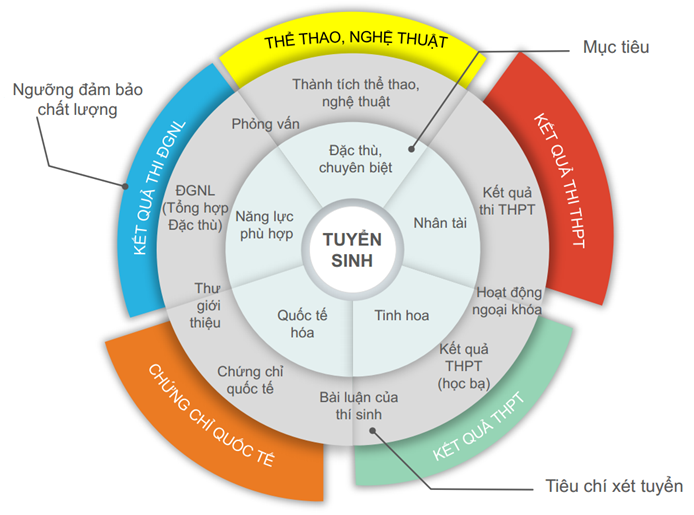 THỂ THAO, NGHỆ THUẬT
Mục tiêu
Ngưỡng đảm bảo
chất lượng
Thành tích thể thao,
nghệ thuật
Phỏng vấn
KẾT QUẢ THI ĐGNL
KẾT QUẢ THI THPT
Đặc thù,
chuyên biệt
ĐGNL
(Tổng hợp
Đặc thù)
Năng lực
phù hợp
Nhân tài
Kết quả
thi THPT
TUYỂN
SINH
Thư
giới
thiệu
Quốc tế
hóa
Tinh hoa
Hoạt động
ngoại khóa
Kết quả
THPT
(học bạ)
Chứng chỉ
quốc tế
Bài luận của
thí sinh
CHỨNG CHỈ QUỐC TẾ
KẾT QUẢ THPT
Tiêu chí xét tuyển